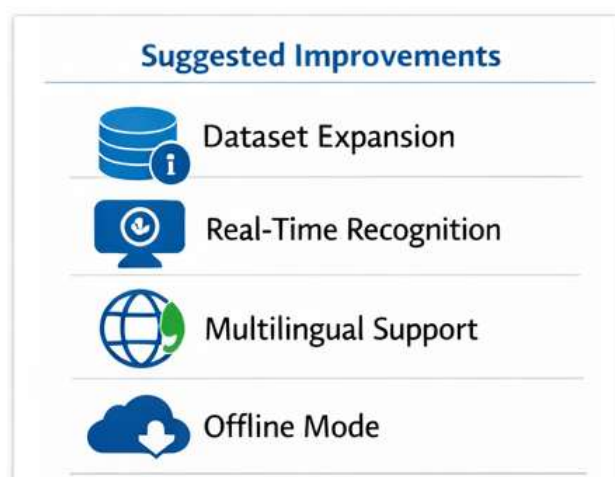 Suggested Improvements
Dataset Expansion
Real-Time Recognition
Multilingual Support
Offline Mode